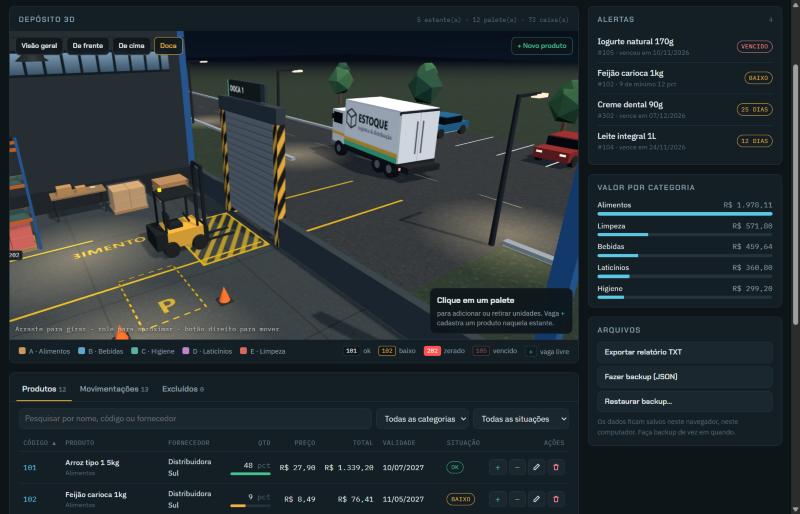 DEPÓSITO 3D
5 estante(s) · 12 palete(s) · 73 caixa(s)
Visão geral
De frente
De cima
Doca
+ Novo produto
DOCA 1
ESTOQUE
logística & distribuição
202
BIMENTO
P
Clique em um palete
para adicionar ou retirar unidades. Vaga +
cadastra um produto naquela estante.
Arraste para girar · role para aproximar · botão direito para mover
A · Alimentos
B · Bebidas
C · Higiene
D · Laticínios
E · Limpeza
101 ok
102 baixo
202 zerado
105 vencido
+ vaga livre
Produtos 12
Movimentações 13
Excluídos 0
Pesquisar por nome, código ou fornecedor
Todas as categorias
Todas as situações
CÓDIGO ▲ PRODUTO FORNECEDOR QTD PREÇO TOTAL VALIDADE SITUAÇÃO AÇÕES
101 Arroz tipo 1 5kg Distribuidora Sul 48 pct R$ 27,90 R$ 1.339,20 10/07/2027 OK + −
Alimentos
102 Feijão carioca 1kg Distribuidora Sul 9 pct R$ 8,49 R$ 76,41 11/05/2027 BAIXO + −
Alimentos
ALERTAS 4
Iogurte natural 170g VENCIDO
#105 · venceu em 10/11/2026
Feijão carioca 1kg BAIXO
#102 · 9 de mínimo 12 pct
Creme dental 90g 25 DIAS
#302 · vence em 07/12/2026
Leite integral 1L 12 DIAS
#104 · vence em 24/11/2026
VALOR POR CATEGORIA
Alimentos R$ 1.978,11
Limpeza R$ 571,80
Bebidas R$ 459,64
Laticínios R$ 360,80
Higiene R$ 299,20
ARQUIVOS
Exportar relatório TXT
Fazer backup (JSON)
Restaurar backup...
Os dados ficam salvos neste navegador, neste
computador. Faça backup de vez em quando.